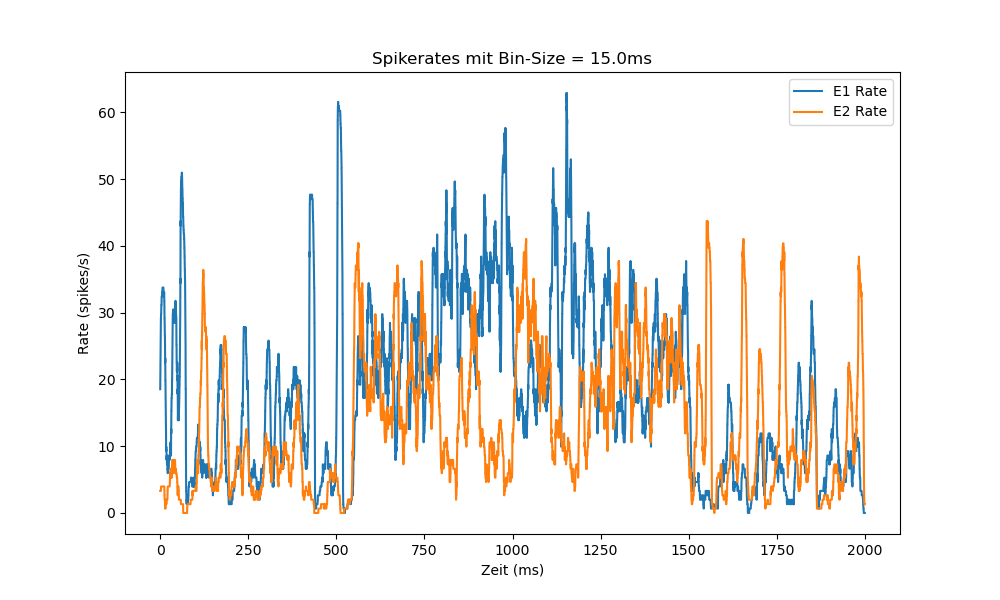 Spikerates mit Bin-Size = 15.0ms
E1 Rate
E2 Rate
60
50
40
30
20
10
0
Rate (spikes/s)
0 250 500 750 1000 1250 1500 1750 2000
Zeit (ms)